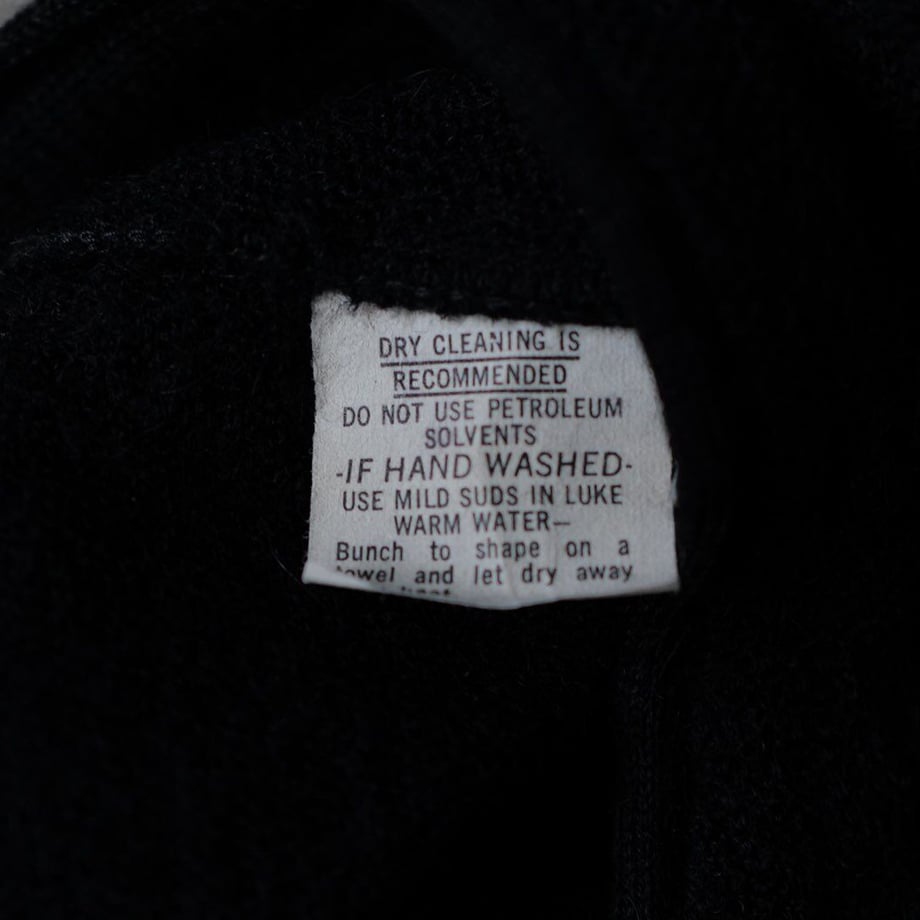 DRY CLEANING IS
RECOMMENDED
DO NOT USE PETROLEUM
SOLVENTS
-IF HAND WASHED-
USE MILD SUDS IN LUKE
WARM WATER—
Bunch to shape on a
towel and let dry away